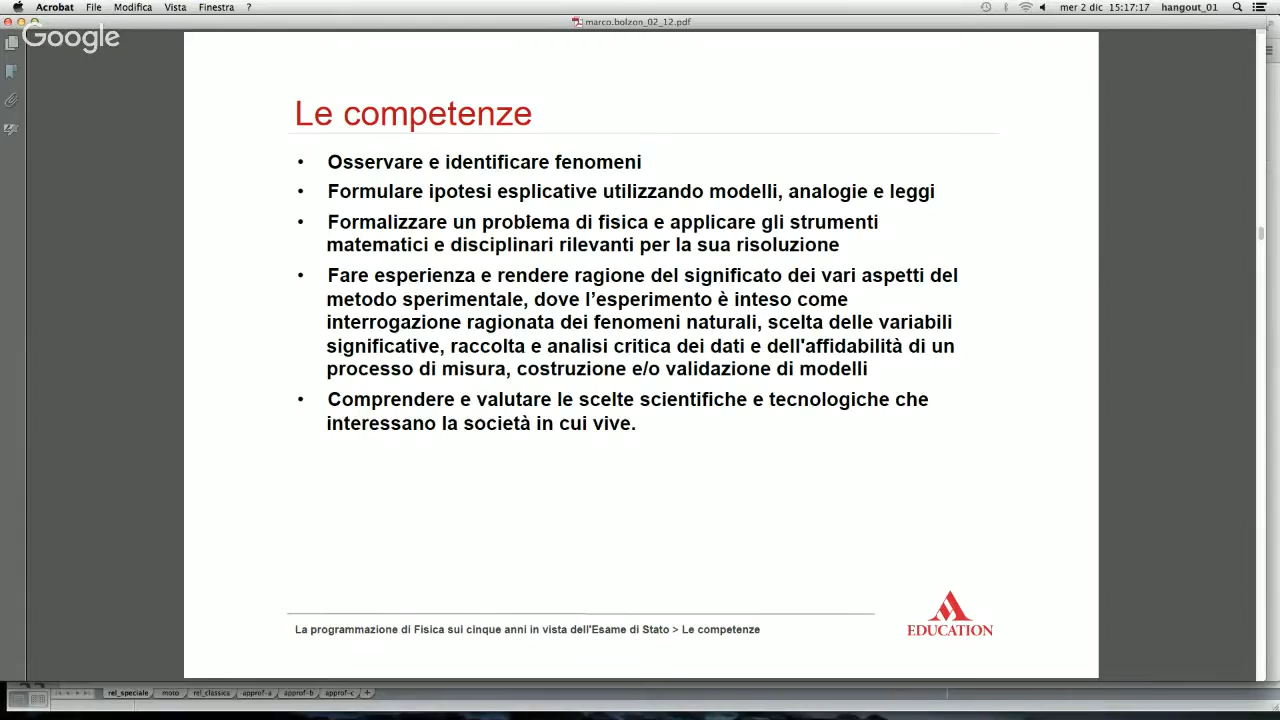 Acrobat File Modifica Vista Finestra ? mer 2 dic 15:17:17 hangout_01
marco.bolzon_02_12.pdf
Google
Le competenze
• Osservare e identificare fenomeni
• Formulare ipotesi esplicative utilizzando modelli, analogie e leggi
• Formalizzare un problema di fisica e applicare gli strumenti
matematici e disciplinari rilevanti per la sua risoluzione
• Fare esperienza e rendere ragione del significato dei vari aspetti del
metodo sperimentale, dove l’esperimento è inteso come
interrogazione ragionata dei fenomeni naturali, scelta delle variabili
significative, raccolta e analisi critica dei dati e dell'affidabilità di un
processo di misura, costruzione e/o validazione di modelli
• Comprendere e valutare le scelte scientifiche e tecnologiche che
interessano la società in cui vive.
La programmazione di Fisica sui cinque anni in vista dell'Esame di Stato > Le competenze
EDUCATION
rel_speciale moto rel_classica approf-a approf-b approf-c +